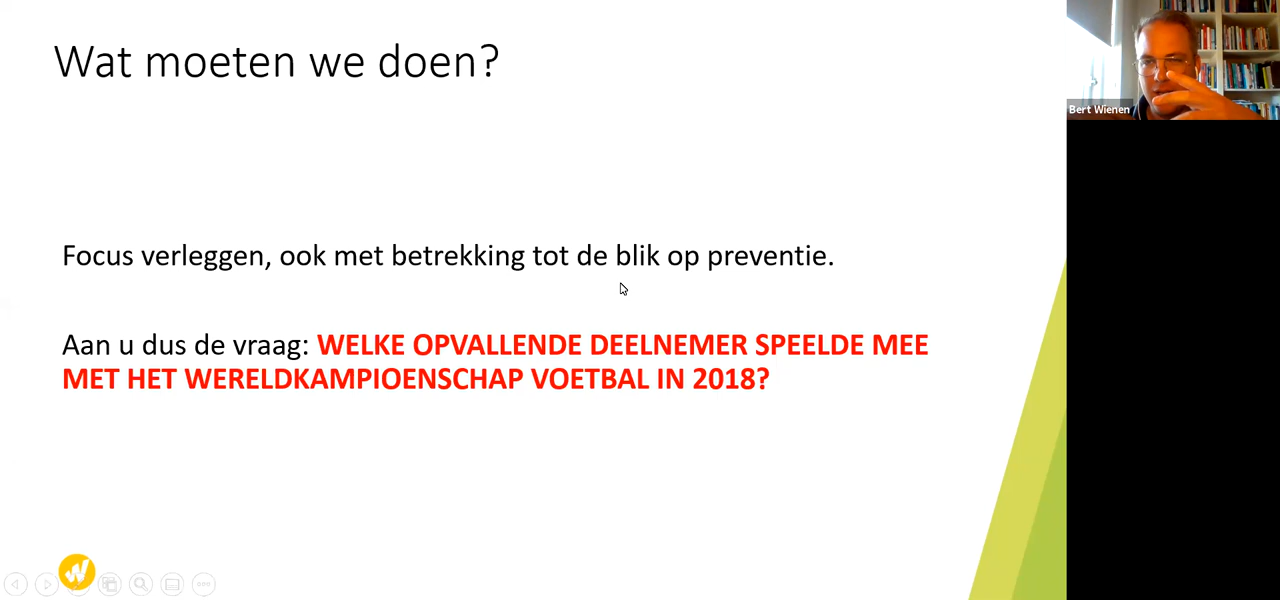 Wat moeten we doen?
Bert Wienen
Focus verleggen, ook met betrekking tot de blik op preventie.
Aan u dus de vraag: WELKE OPVALLENDE DEELNEMER SPEELDE MEE
MET HET WERELDKAMPIOENSCHAP VOETBAL IN 2018?
W